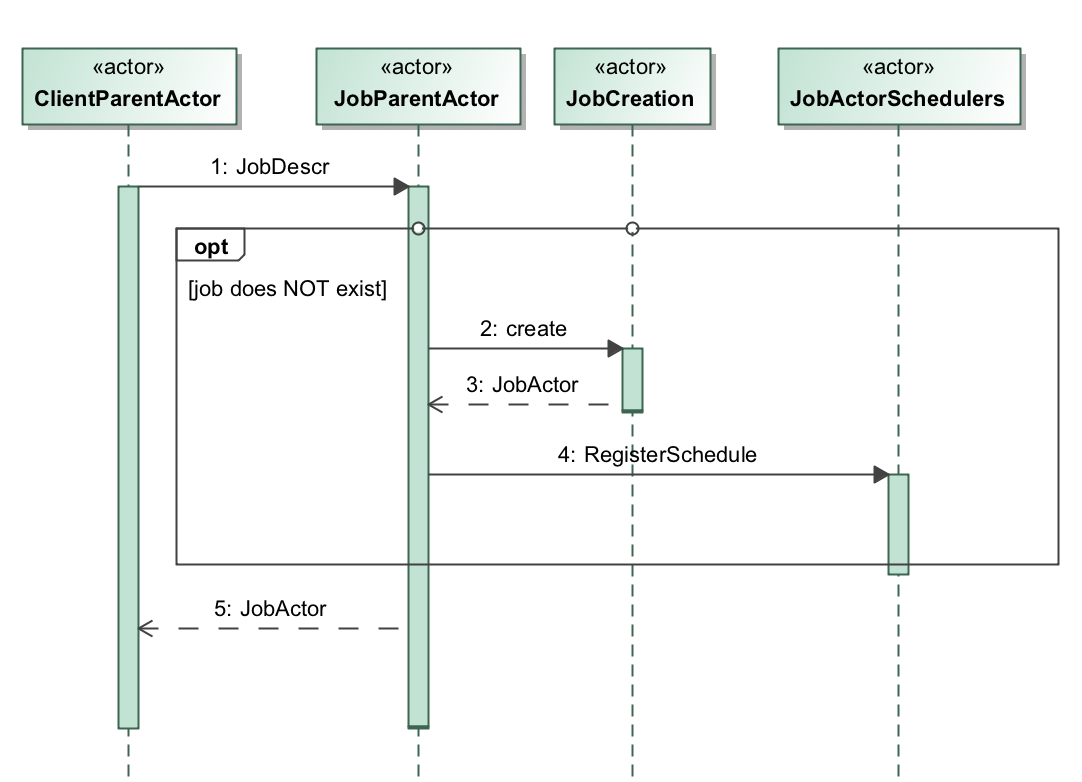 «actor»
ClientParentActor
«actor»
JobParentActor
«actor»
JobCreation
«actor»
JobActorSchedulers
1: JobDescr
opt
[job does NOT exist]
2: create
3: JobActor
4: RegisterSchedule
5: JobActor